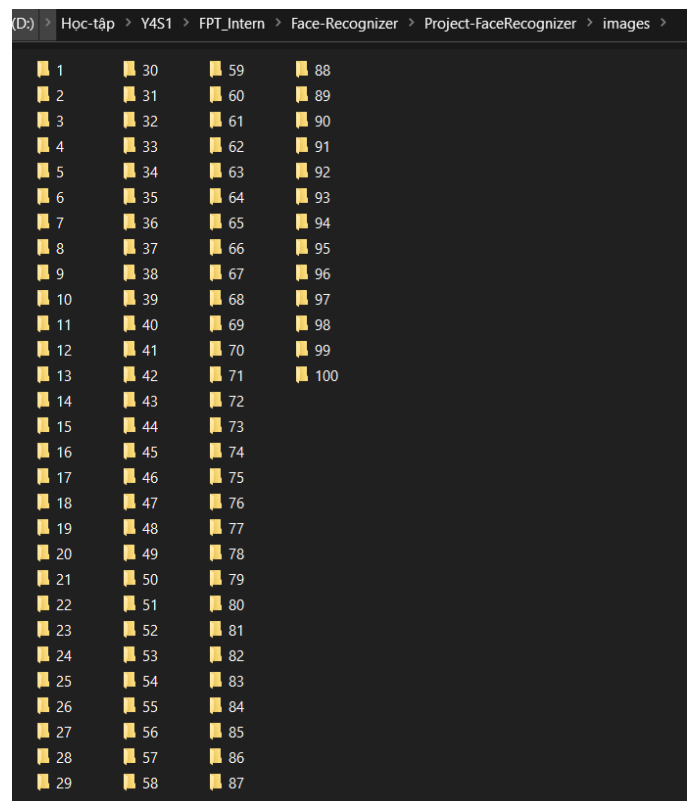 (D:) > Học-tập > Y4S1 > FPT_Intern > Face-Recognizer > Project-FaceRecognizer > images >
1 30 59 88
2 31 60 89
3 32 61 90
4 33 62 91
5 34 63 92
6 35 64 93
7 36 65 94
8 37 66 95
9 38 67 96
10 39 68 97
11 40 69 98
12 41 70 99
13 42 71 100
14 43 72
15 44 73
16 45 74
17 46 75
18 47 76
19 48 77
20 49 78
21 50 79
22 51 80
23 52 81
24 53 82
25 54 83
26 55 84
27 56 85
28 57 86
29 58 87